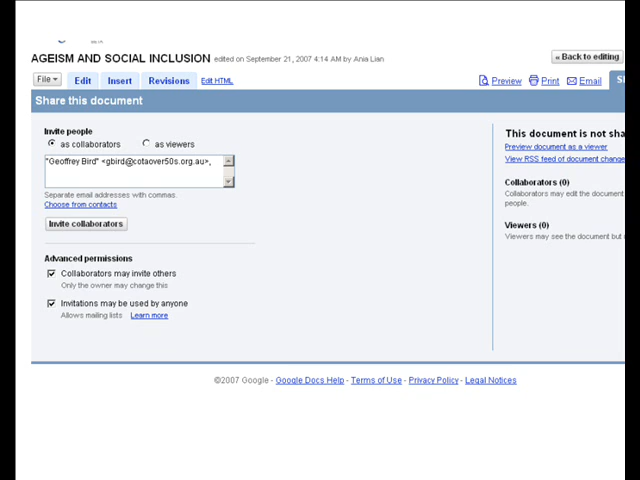 AGEISM AND SOCIAL INCLUSION edited on September 21, 2007 4:14 AM by Ania Lian
« Back to editing
File Edit Insert Revisions Edit HTML Preview Print Email
Share this document
Invite people
as collaborators as viewers
"Geoffrey Bird" <gbird@cotaover50s.org.au>,
Separate email addresses with commas.
Choose from contacts
Invite collaborators
Advanced permissions
Collaborators may invite others
Only the owner may change this
Invitations may be used by anyone
Allows mailing lists Learn more
This document is not sha
Preview document as a viewer
View RSS feed of document change
Collaborators (0)
Collaborators may edit the document
people.
Viewers (0)
Viewers may see the document but
©2007 Google - Google Docs Help - Terms of Use - Privacy Policy - Legal Notices